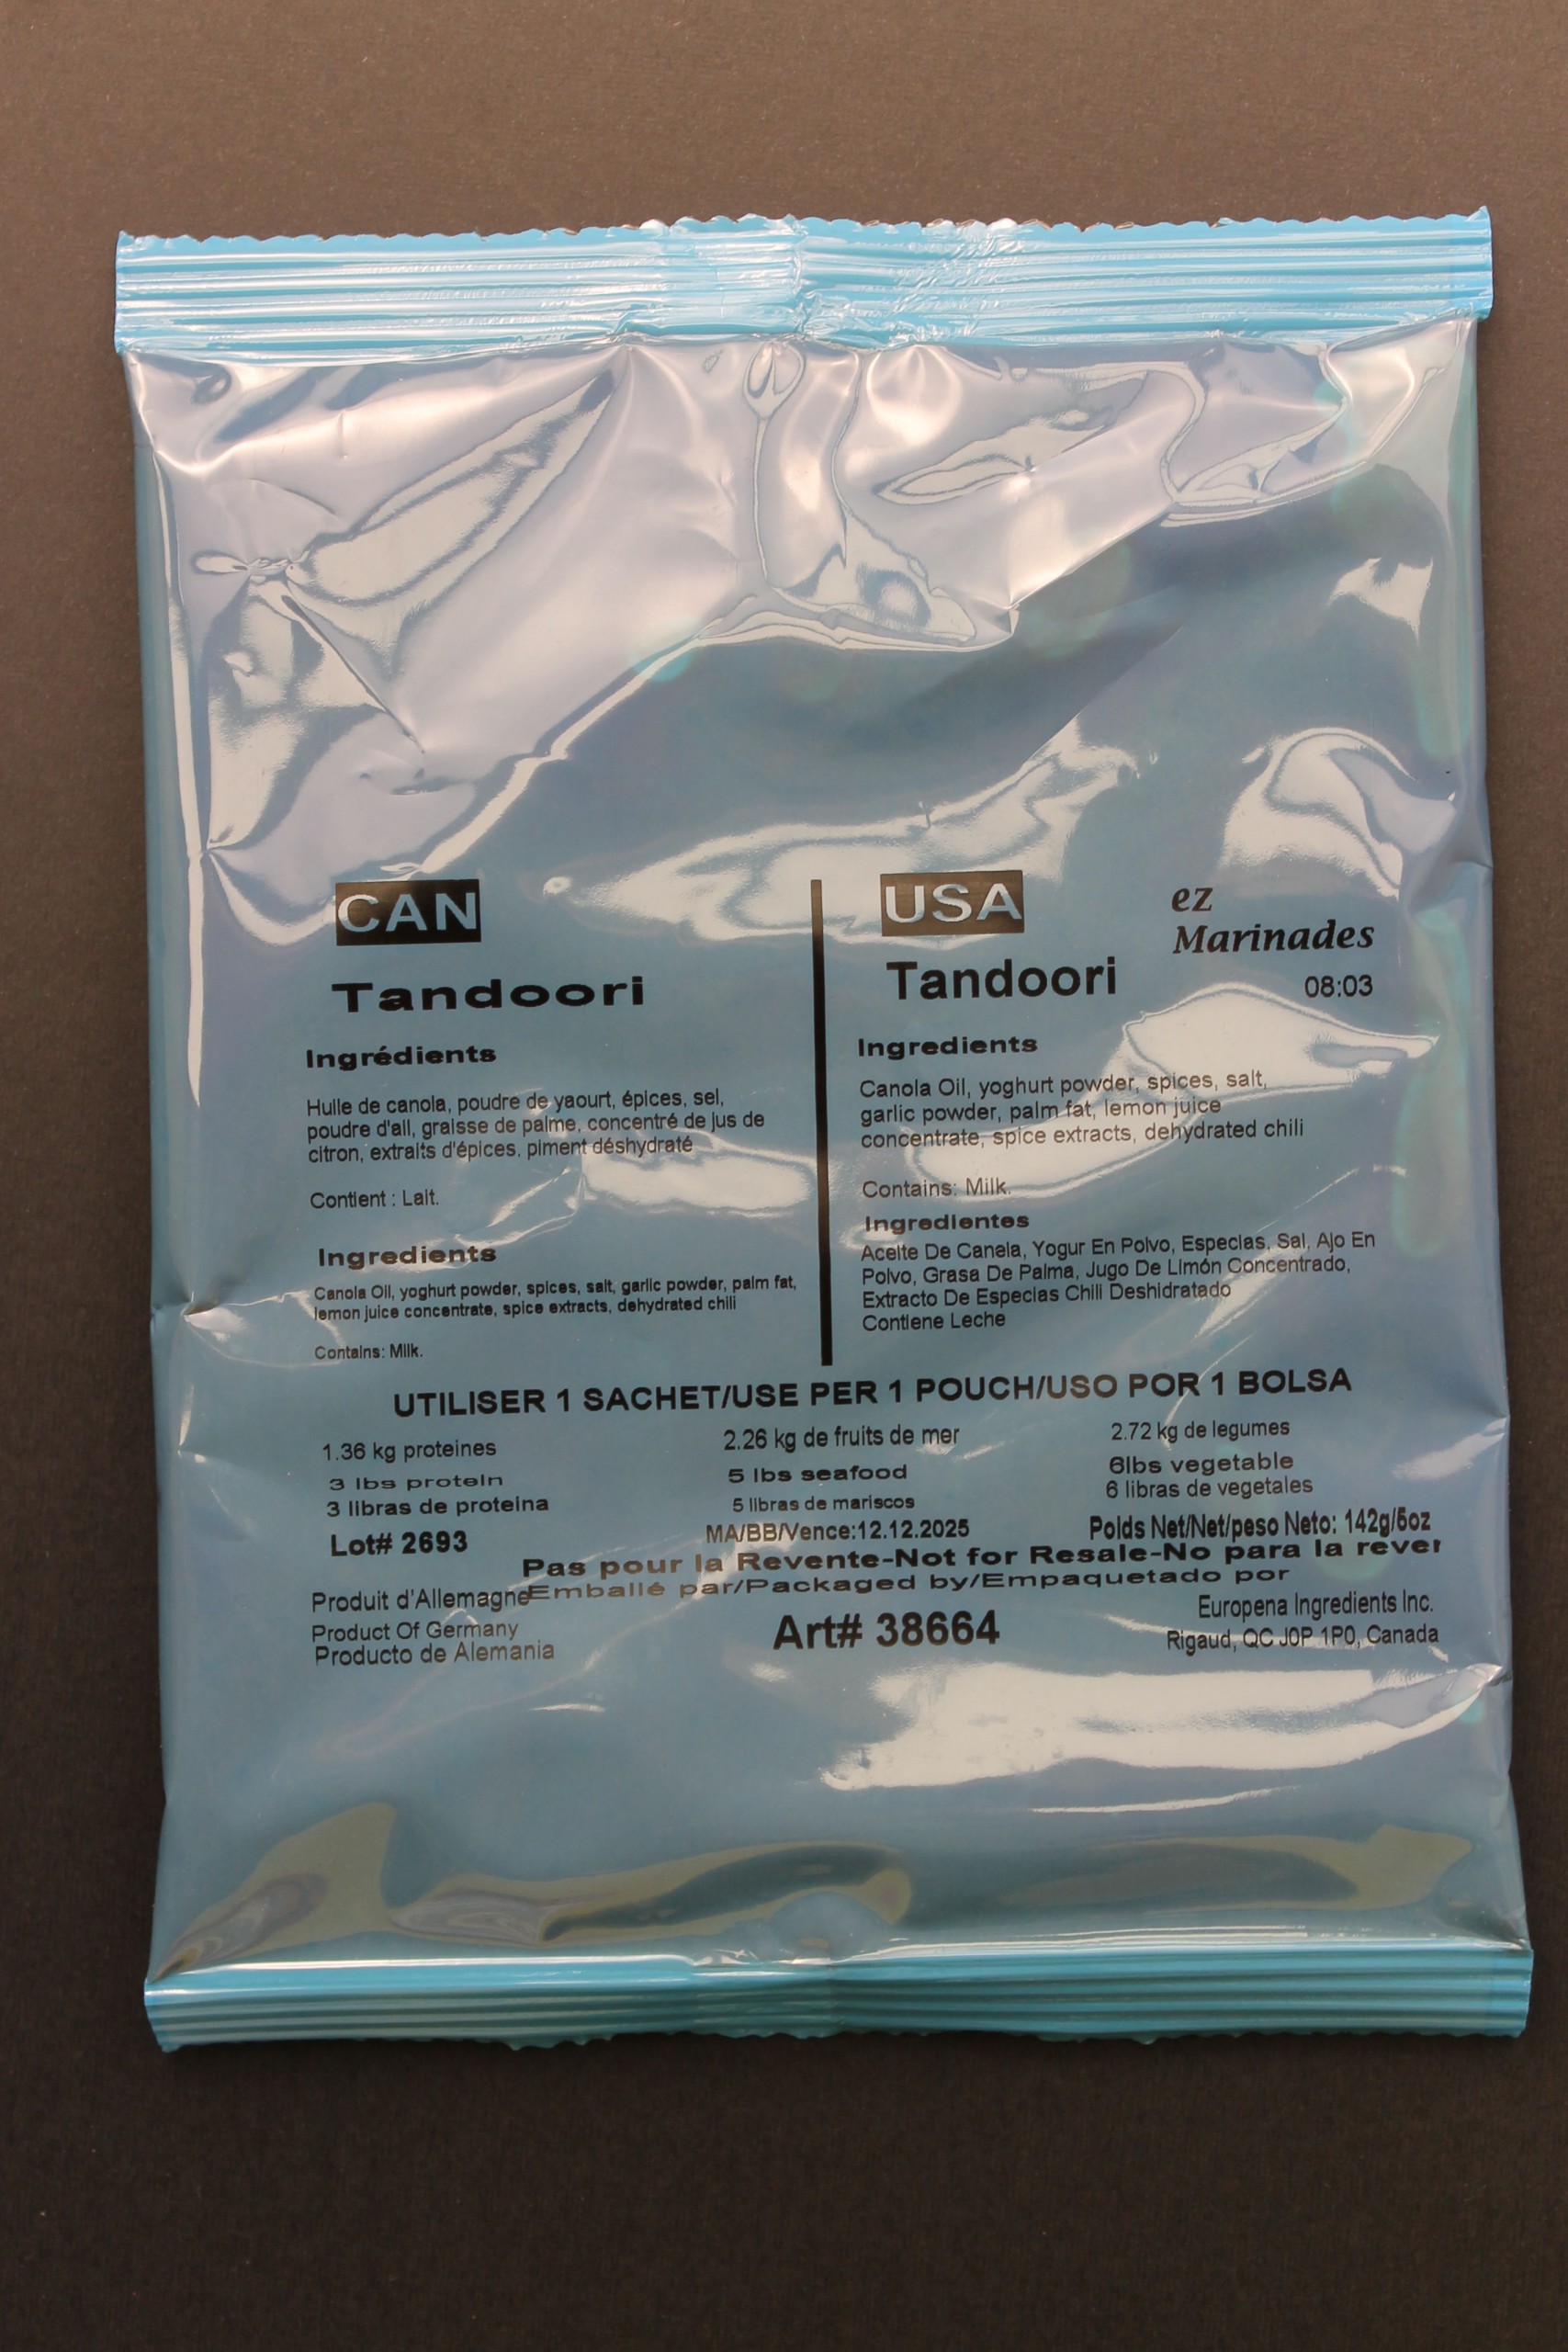 CAN
Tandoori
Ingrédients
Huile de canola, poudre de yaourt, épices, sel,
poudre d'ail, graisse de palme, concentré de jus de
citron, extraits d'épices, piment déshydraté
Contient : Lait.
Ingredients
Canola Oil, yoghurt powder, spices, salt, garlic powder, palm fat,
lemon juice concentrate, spice extracts, dehydrated chili
Contains: Milk.
USA
ez
Marinades
Tandoori
08:03
Ingredients
Canola Oil, yoghurt powder, spices, salt,
garlic powder, palm fat, lemon juice
concentrate, spice extracts, dehydrated chili
Contains: Milk.
Ingredientes
Aceite De Canela, Yogur En Polvo, Especias, Sal, Ajo En
Polvo, Grasa De Palma, Jugo De Limón Concentrado,
Extracto De Especias Chili Deshidratado
Contiene Leche
UTILISER 1 SACHET/USE PER 1 POUCH/USO POR 1 BOLSA
1.36 kg proteines
3 lbs protein
3 libras de proteina
2.26 kg de fruits de mer
5 lbs seafood
5 libras de mariscos
2.72 kg de legumes
6lbs vegetable
6 libras de vegetales
Lot# 2693
MA/BB/Vence:12.12.2025
Poids Net/Net/peso Neto: 142g/5oz
Pas pour la Revente-Not for Resale-No para la rever
Emballé par/Packaged by/Empaquetado por
Produit d'Allemagne
Product Of Germany
Producto de Alemania
Art# 38664
Europena Ingredients Inc.
Rigaud, QC J0P 1P0, Canada